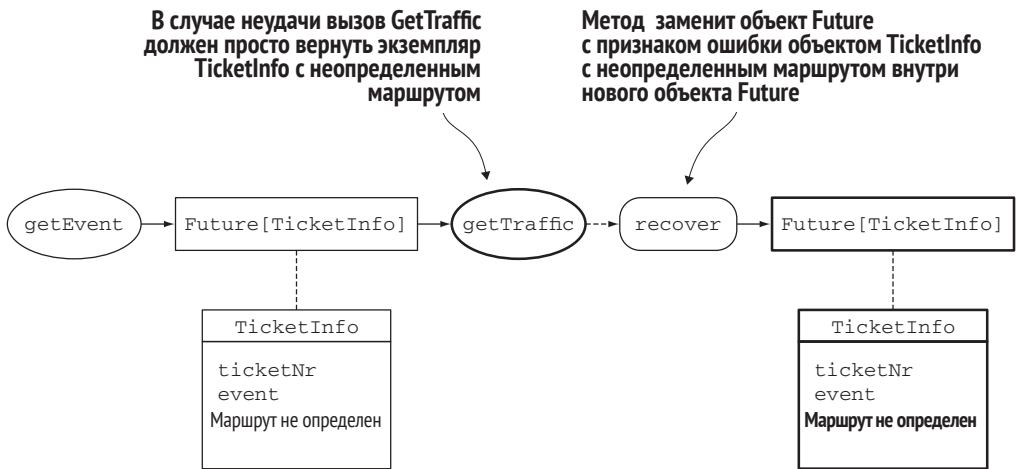 В случае неудачи вызов GetTraffic
должен просто вернуть экземпляр
TicketInfo с неопределенным
маршрутом
Метод заменит объект Future
с признаком ошибки объектом TicketInfo
с неопределенным маршрутом внутри
нового объекта Future
getEvent
Future[TicketInfo]
getTraffic
recover
Future[TicketInfo]
TicketInfo
ticketNr
event
Маршрут не определен
TicketInfo
ticketNr
event
Маршрут не определен